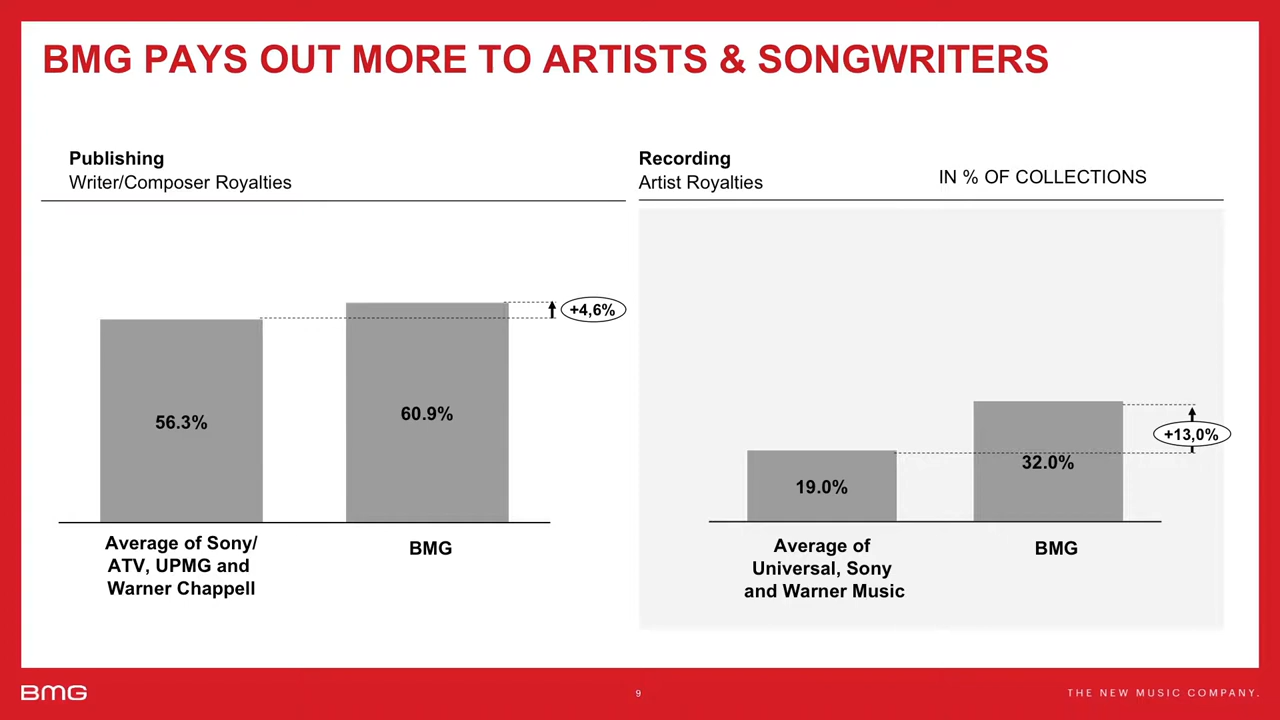 BMG PAYS OUT MORE TO ARTISTS & SONGWRITERS
Publishing
Writer/Composer Royalties
+4,6%
56.3%
60.9%
Average of Sony/
ATV, UPMG and
Warner Chappell
BMG
Recording
Artist Royalties
IN % OF COLLECTIONS
+13,0%
19.0%
32.0%
Average of
Universal, Sony
and Warner Music
BMG
BMG
9
THE NEW MUSIC COMPANY.